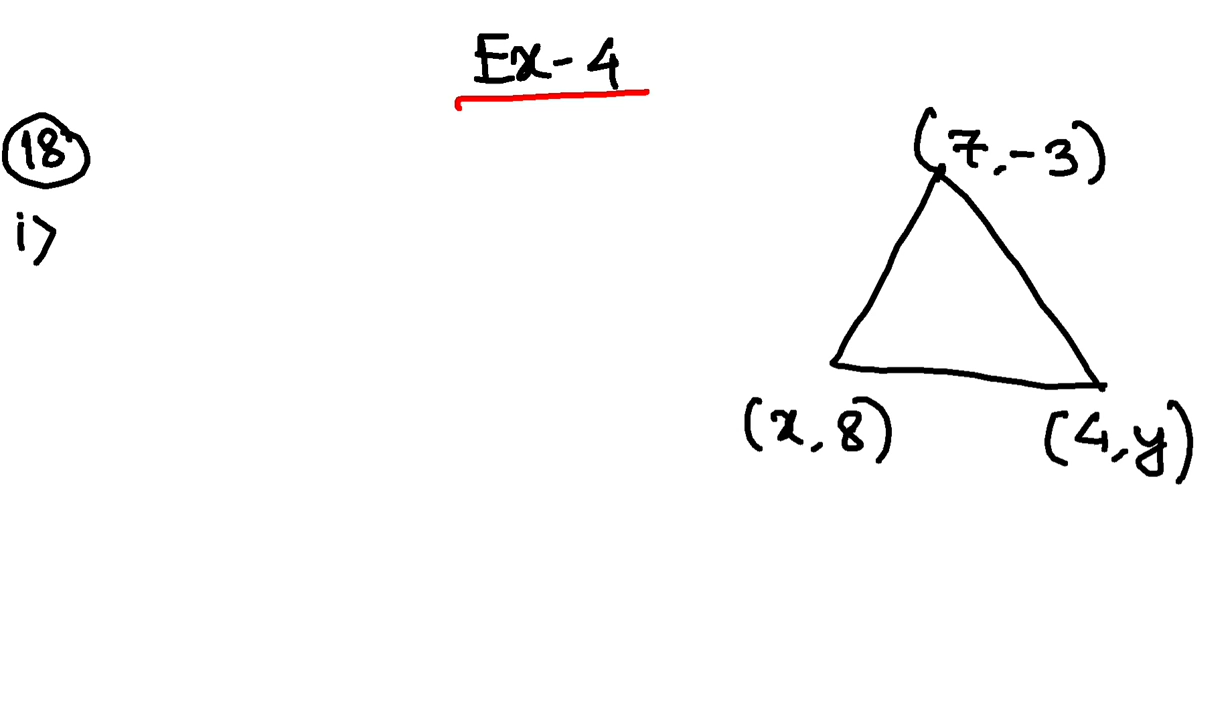 Ex-4
18
i>
(7,-3)
(x,8) (4,y)